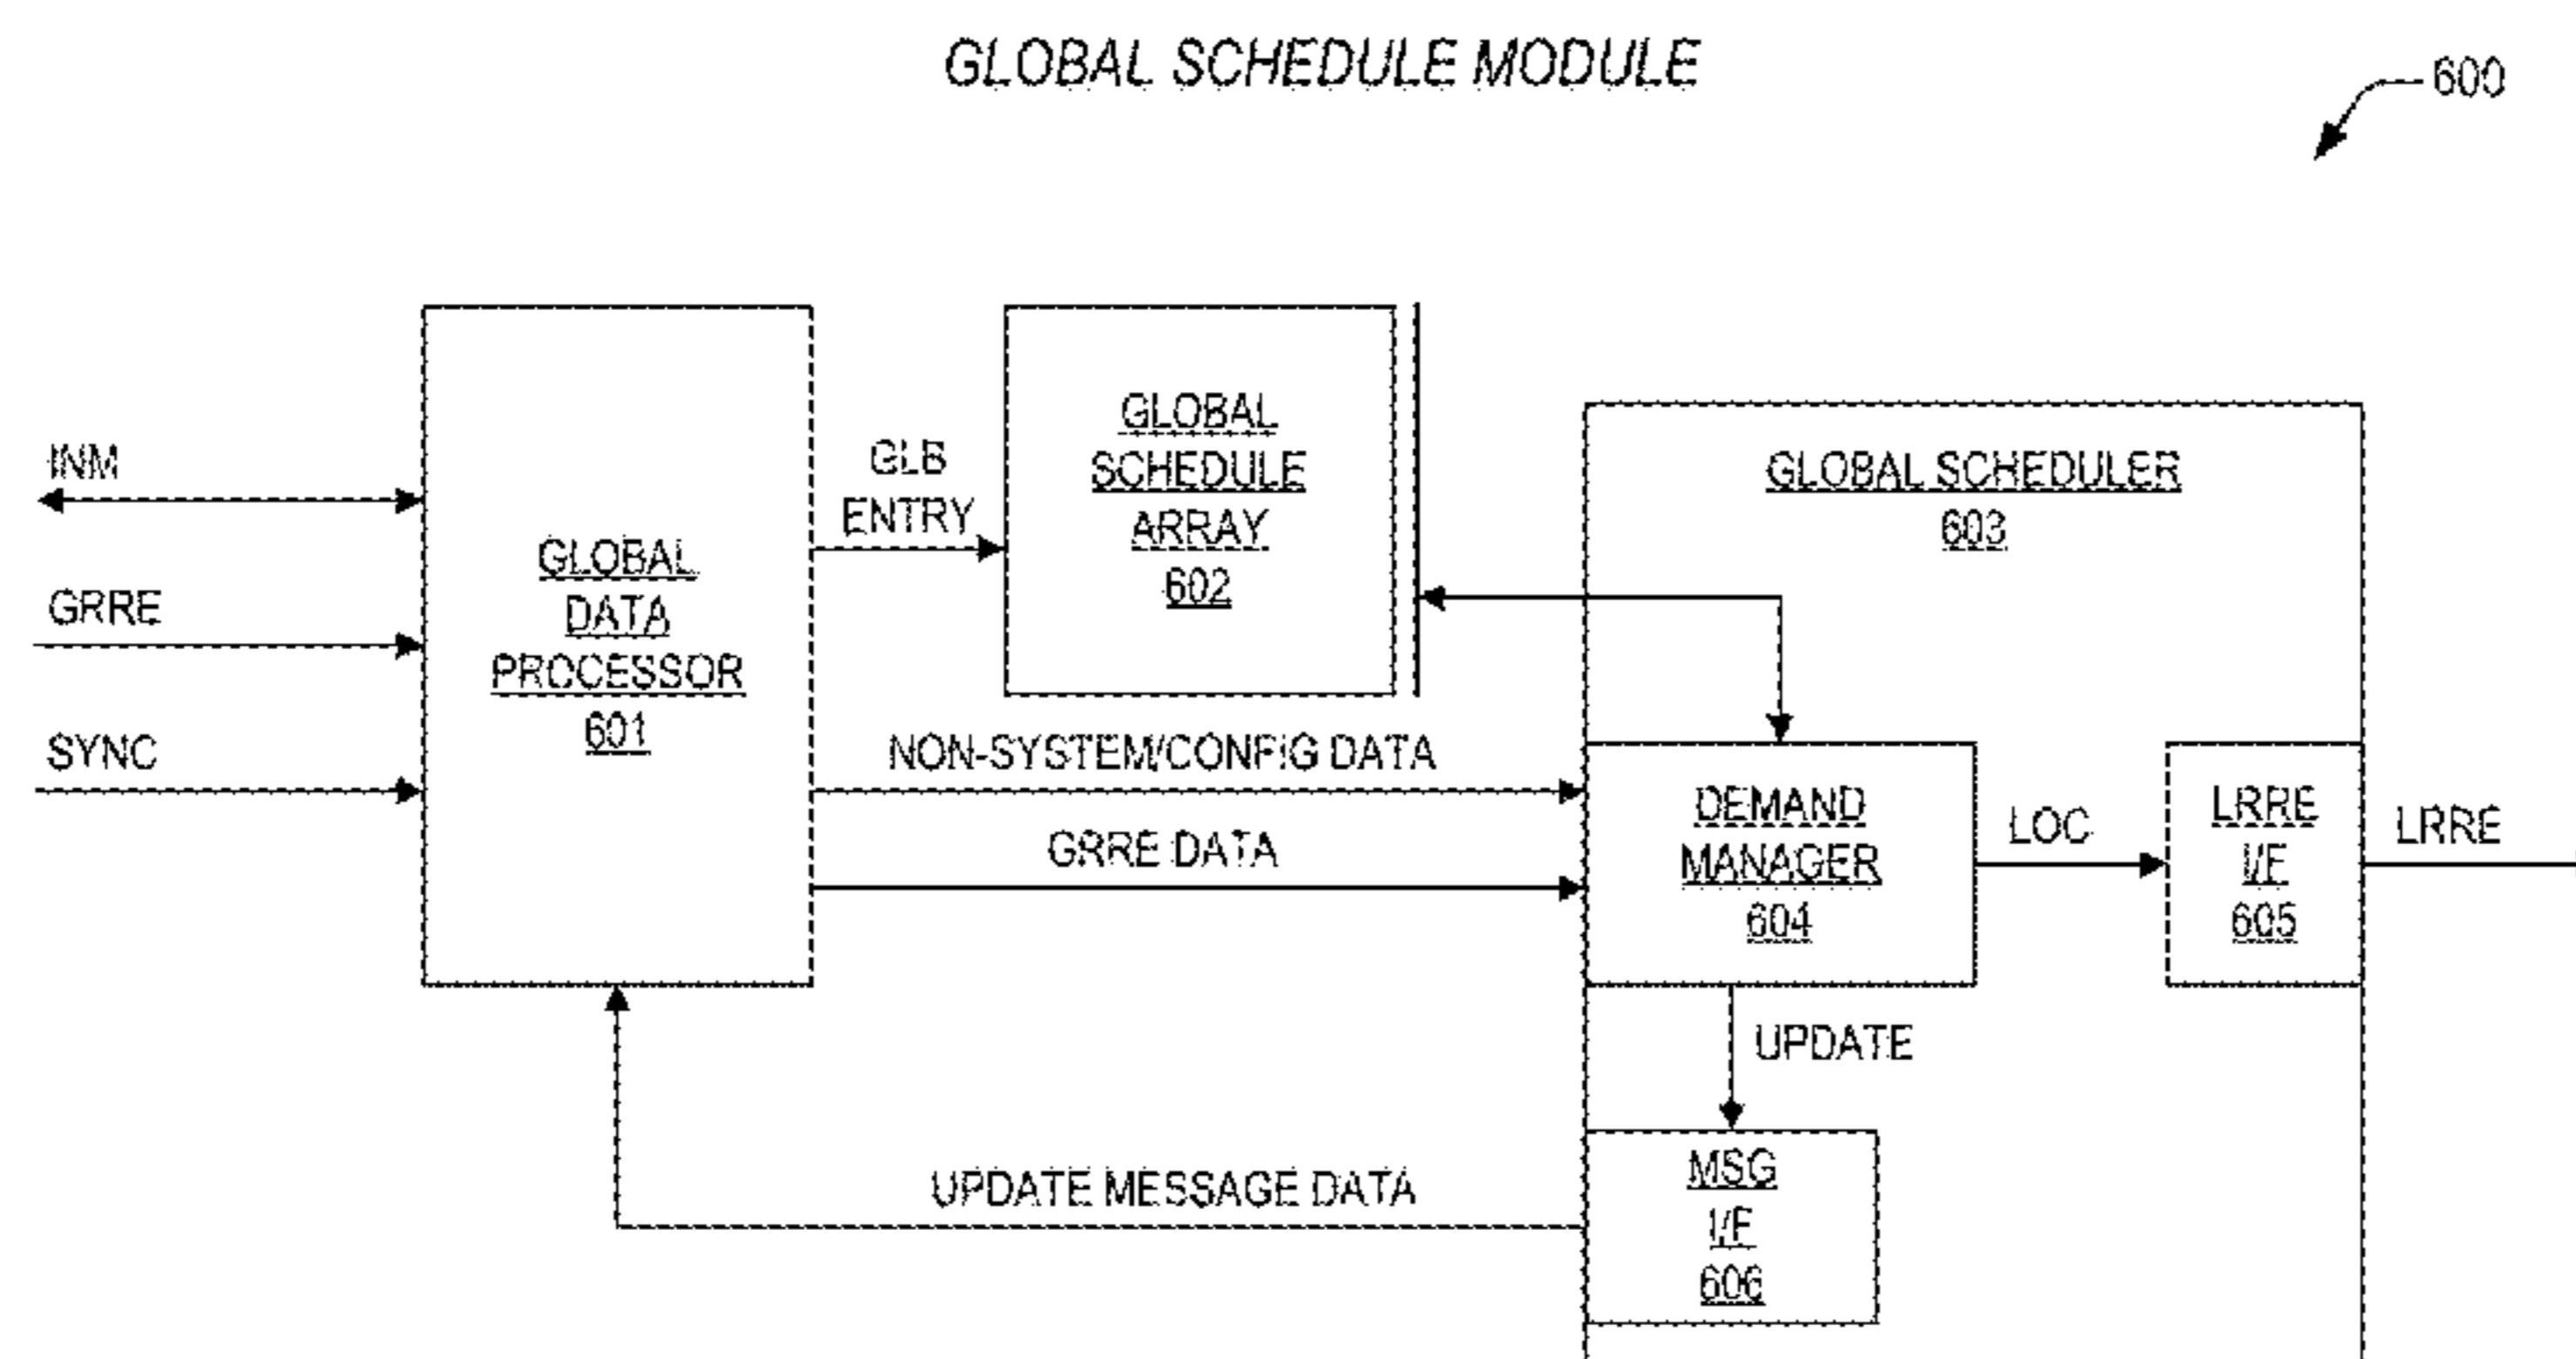 GLOBAL SCHEDULE MODULE
600
INM
GRRE
SYNC
GLOBAL
DATA
PROCESSOR
601
GLB
ENTRY
GLOBAL
SCHEDULE
ARRAY
602
NON-SYSTEM/CONFIG DATA
GRRE DATA
UPDATE MESSAGE DATA
GLOBAL SCHEDULER
603
DEMAND
MANAGER
604
LOC
LRRE
I/F
605
LRRE
UPDATE
MSG
I/F
606